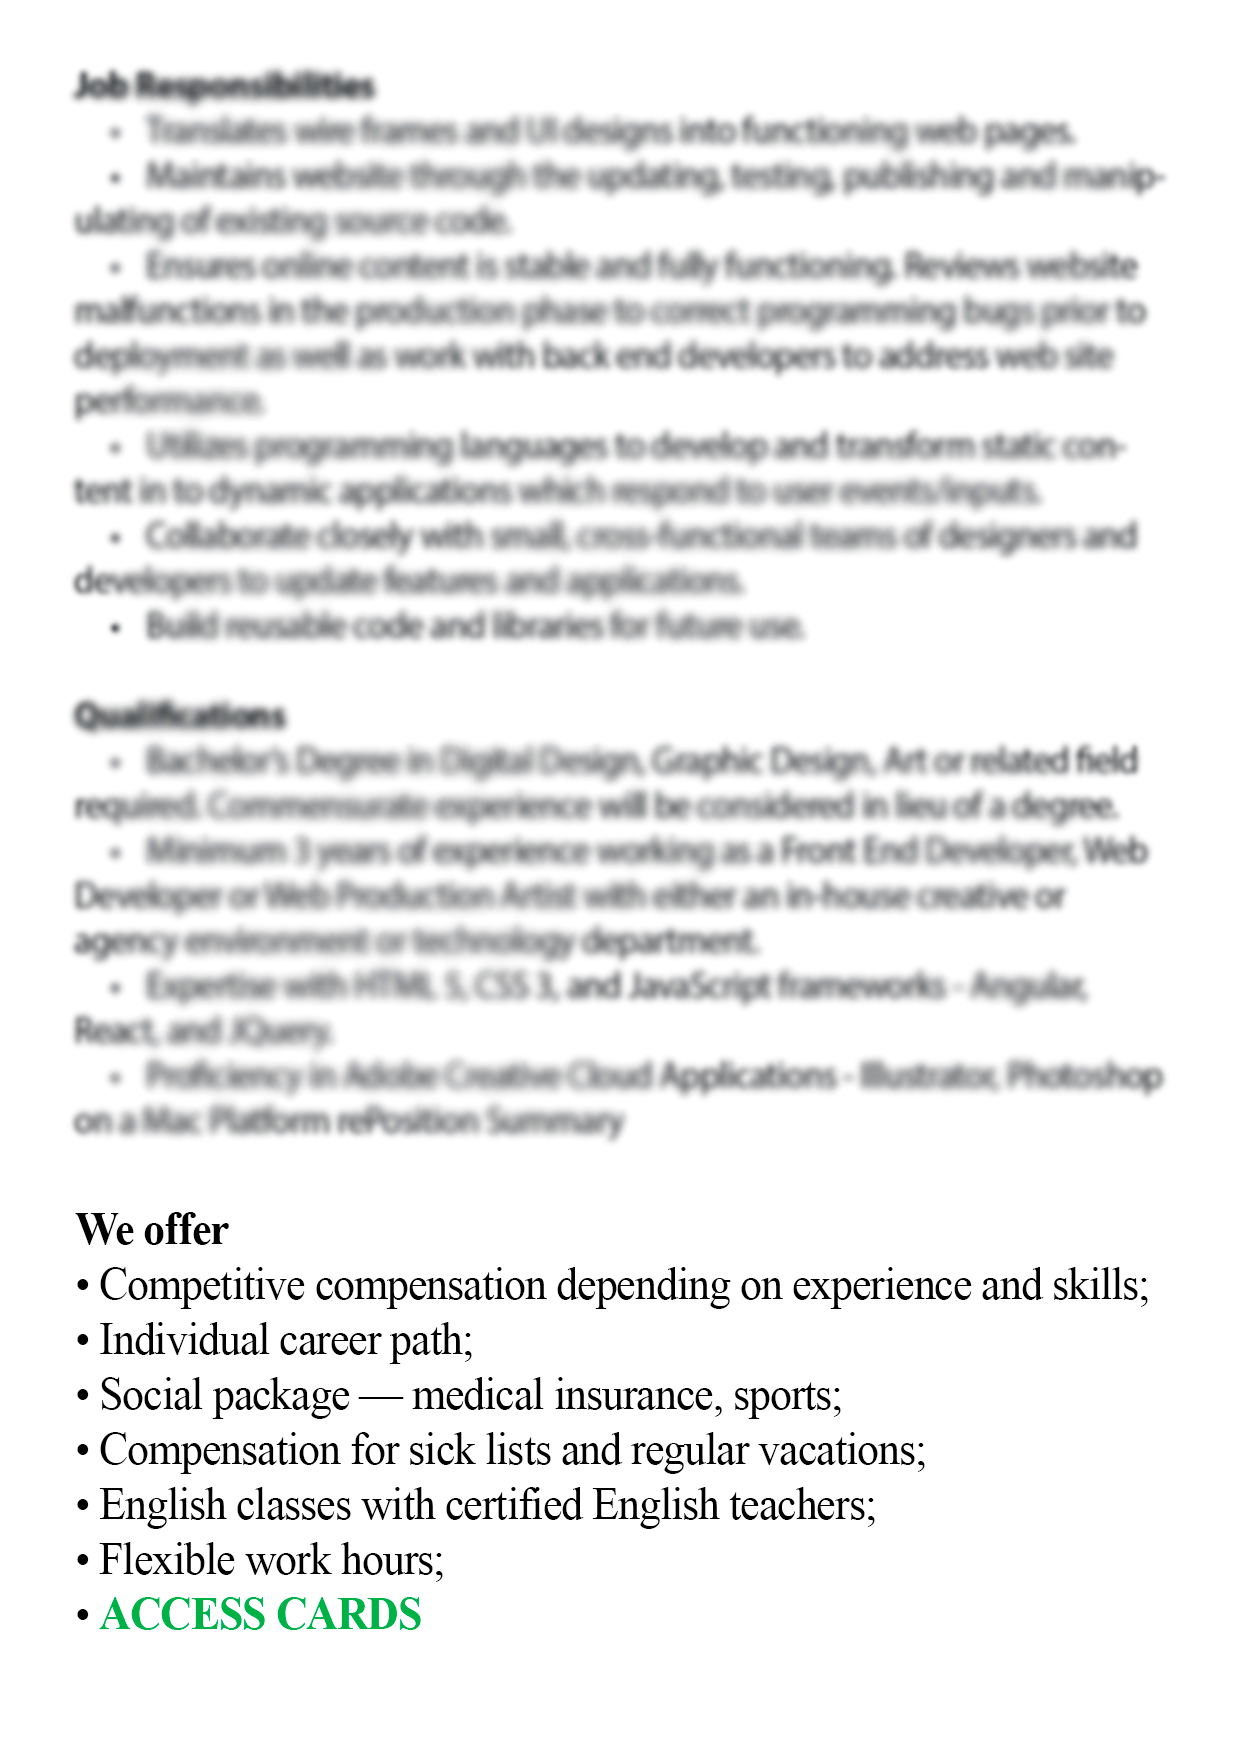 Job Responsibilities
• Translates wire frames and UI designs into functioning web pages.
• Maintains website through the updating, testing, publishing and manip-
ulating of existing source code.
• Ensures online content is stable and fully functioning. Reviews website
malfunctions in the production phase to correct programming bugs prior to
deployment as well as work with back end developers to address web site
performance.
• Utilizes programming languages to develop and transform static con-
tent in to dynamic applications which respond to user events/inputs.
• Collaborate closely with small, cross-functional teams of designers and
developers to update features and applications.
• Build reusable code and libraries for future use.
Qualifications
• Bachelor's Degree in Digital Design, Graphic Design, Art or related field
required. Commensurate experience will be considered in lieu of a degree.
• Minimum 3 years of experience working as a Front End Developer, Web
Developer or Web Production Artist with either an in-house creative or
agency environment or technology department.
• Expertise with HTML 5, CSS 3, and JavaScript frameworks - Angular,
React, and JQuery.
• Proficiency in Adobe Creative Cloud Applications - Illustrator, Photoshop
on a Mac Platform rePosition Summary
We offer
• Competitive compensation depending on experience and skills;
• Individual career path;
• Social package — medical insurance, sports;
• Compensation for sick lists and regular vacations;
• English classes with certified English teachers;
• Flexible work hours;
• ACCESS CARDS